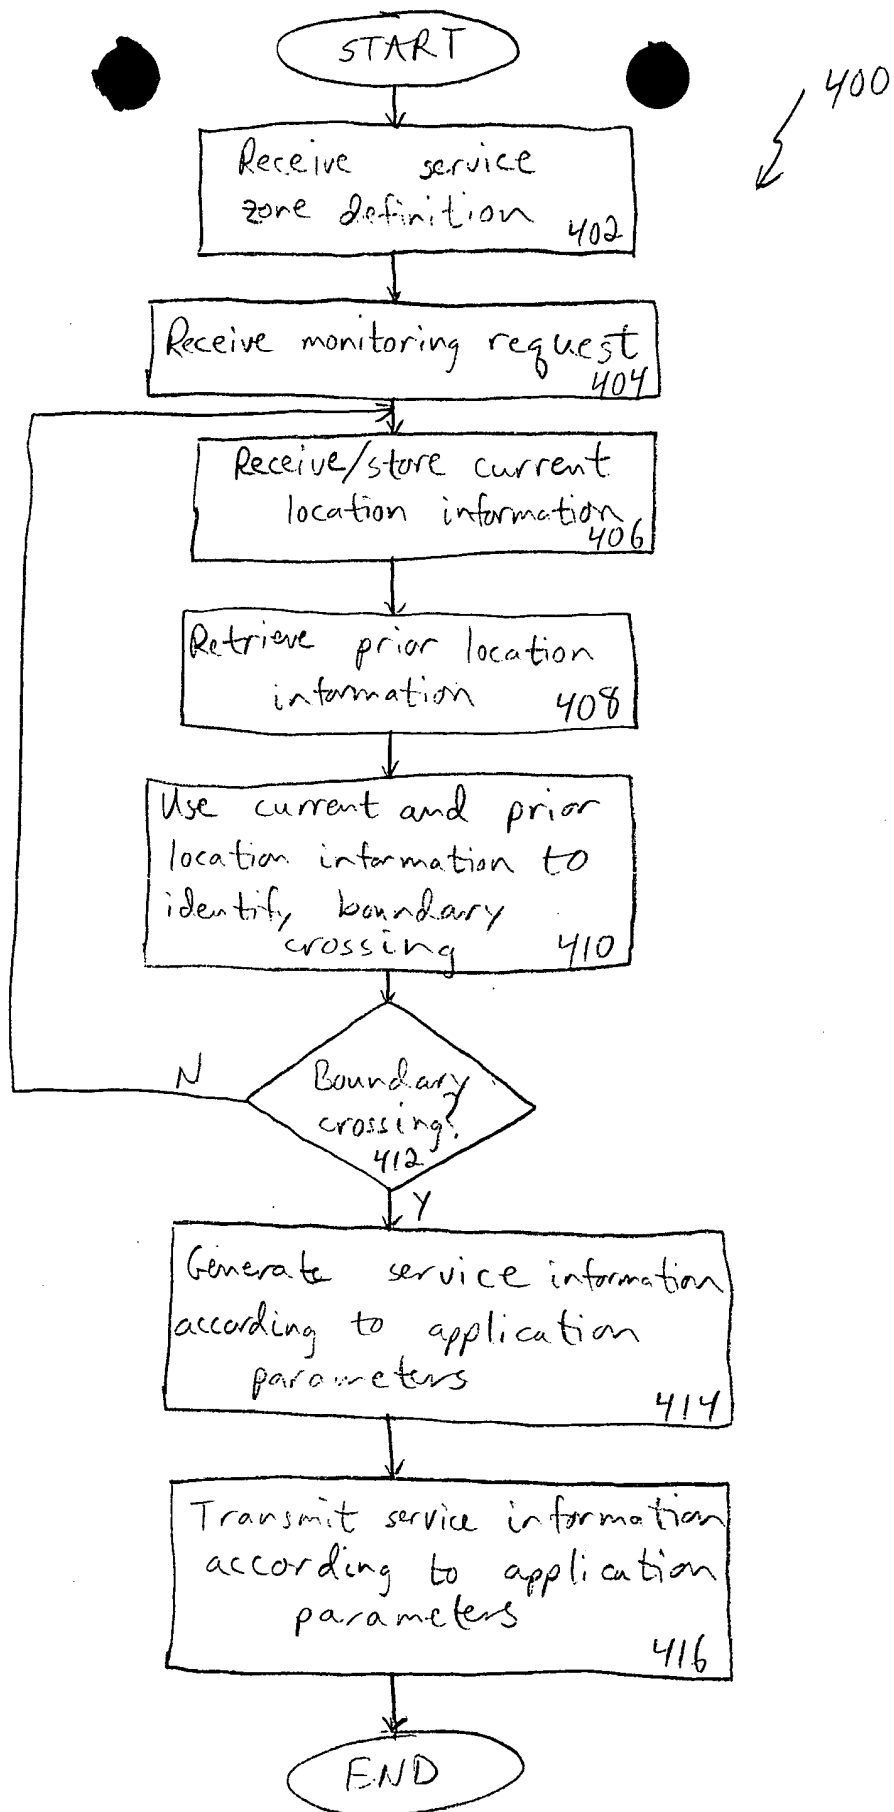 START
400
Receive service
zone definition
402
Receive monitoring request
404
Receive/store current
location information
406
Retrieve prior location
information
408
Use current and prior
location information to
identify boundary
crossing
410
N
Boundary
crossing?
412
Y
Generate service information
according to application
parameters
414
Transmit service information
according to application
parameters
416
END